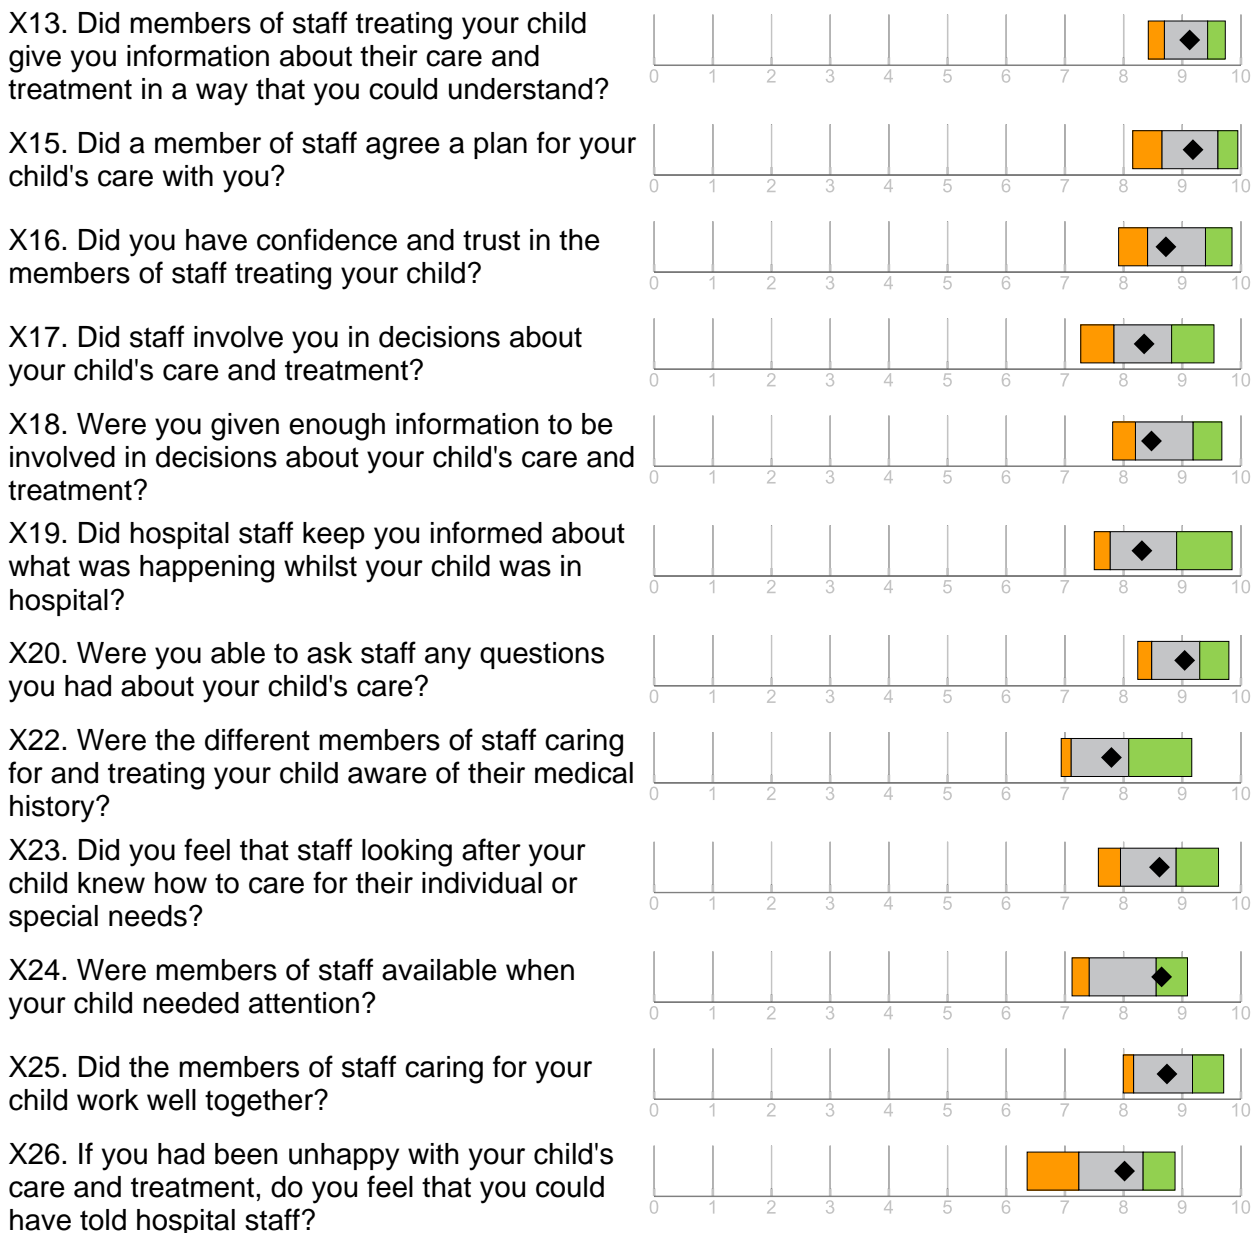 X13. Did members of staff treating your child
give you information about their care and
treatment in a way that you could understand?
0 1 2 3 4 5 6 7 8 9 10
X15. Did a member of staff agree a plan for your
child's care with you?
0 1 2 3 4 5 6 7 8 9 10
X16. Did you have confidence and trust in the
members of staff treating your child?
0 1 2 3 4 5 6 7 8 9 10
X17. Did staff involve you in decisions about
your child's care and treatment?
0 1 2 3 4 5 6 7 8 9 10
X18. Were you given enough information to be
involved in decisions about your child's care and
treatment?
0 1 2 3 4 5 6 7 8 9 10
X19. Did hospital staff keep you informed about
what was happening whilst your child was in
hospital?
0 1 2 3 4 5 6 7 8 9 10
X20. Were you able to ask staff any questions
you had about your child's care?
0 1 2 3 4 5 6 7 8 9 10
X22. Were the different members of staff caring
for and treating your child aware of their medical
history?
0 1 2 3 4 5 6 7 8 9 10
X23. Did you feel that staff looking after your
child knew how to care for their individual or
special needs?
0 1 2 3 4 5 6 7 8 9 10
X24. Were members of staff available when
your child needed attention?
0 1 2 3 4 5 6 7 8 9 10
X25. Did the members of staff caring for your
child work well together?
0 1 2 3 4 5 6 7 8 9 10
X26. If you had been unhappy with your child's
care and treatment, do you feel that you could
have told hospital staff?
0 1 2 3 4 5 6 7 8 9 10